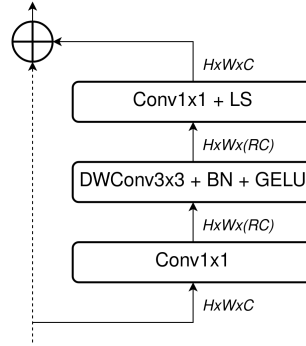 HxWxC
Conv1x1 + LS
HxWx(RC)
DWConv3x3 + BN + GELU
HxWx(RC)
Conv1x1
HxWxC